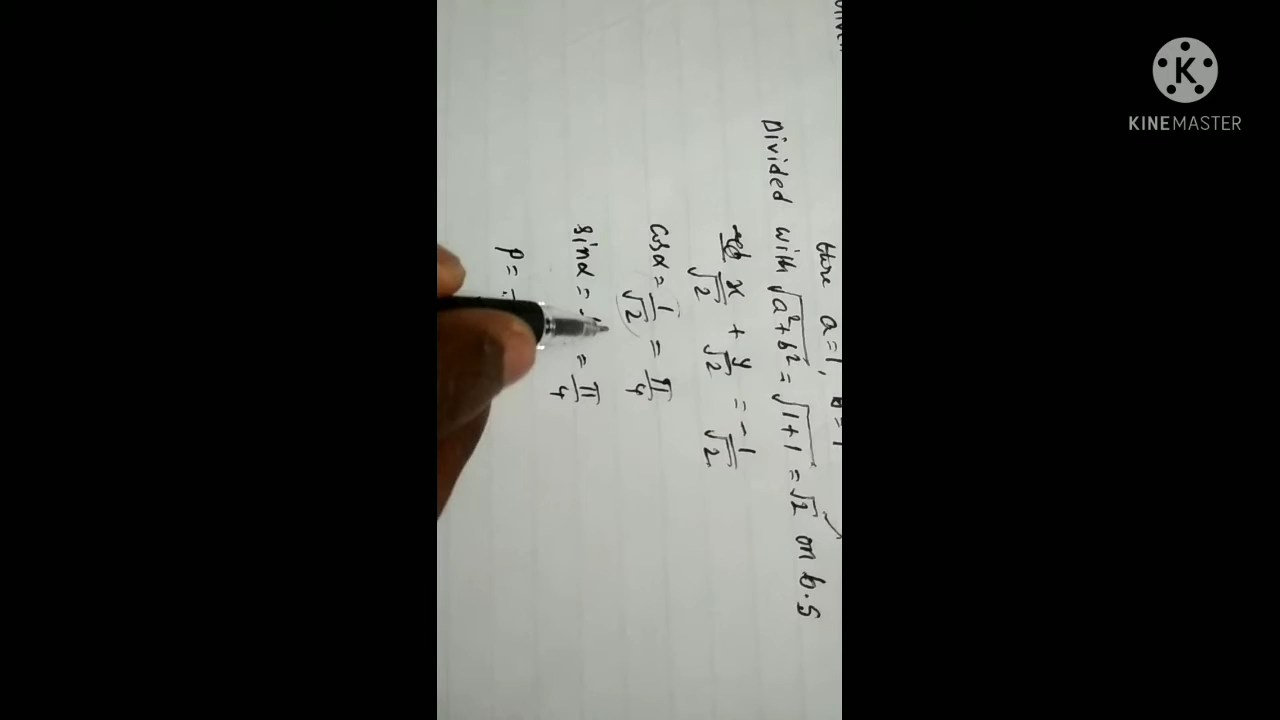 Here a=1, b=1
Divided with √a²+b² = √1+1 = √2 on b.s
x/√2 + y/√2 = -1/√2
cosα = 1/√2 = π/4
sinα = = π/4
P =
KINEMASTER